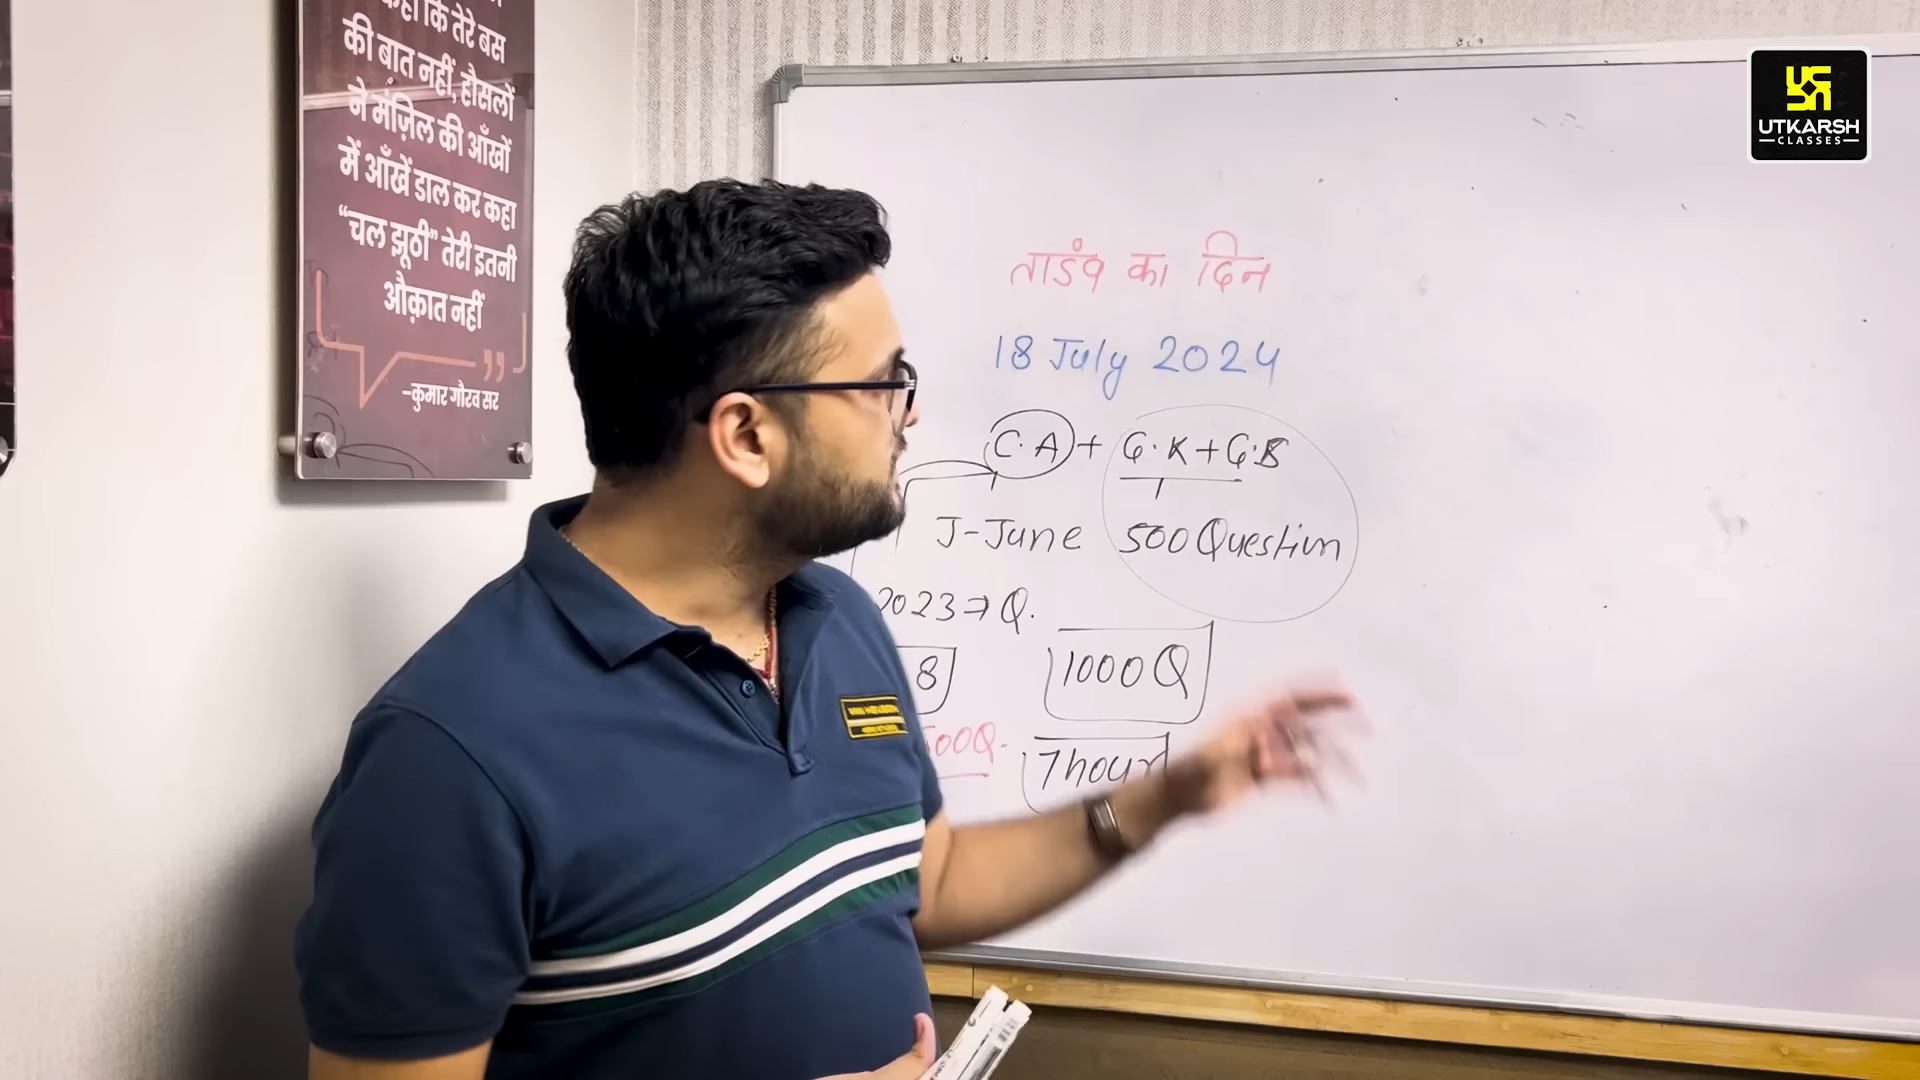 कहा कि तेरे बस
की बात नहीं, हौसलों
ने मंज़िल की आँखों
में आँखें डाल कर कहा
“चल झूठी” तेरी इतनी
औक़ात नहीं
”
-कुमार गौरव सर
UTKARSH
CLASSES
ताडंव का दिन
18 July 2024
C.A + G.K+G.S
J-June 500 Question
2023 → Q.
8
1000 Q
500Q.
7 hour